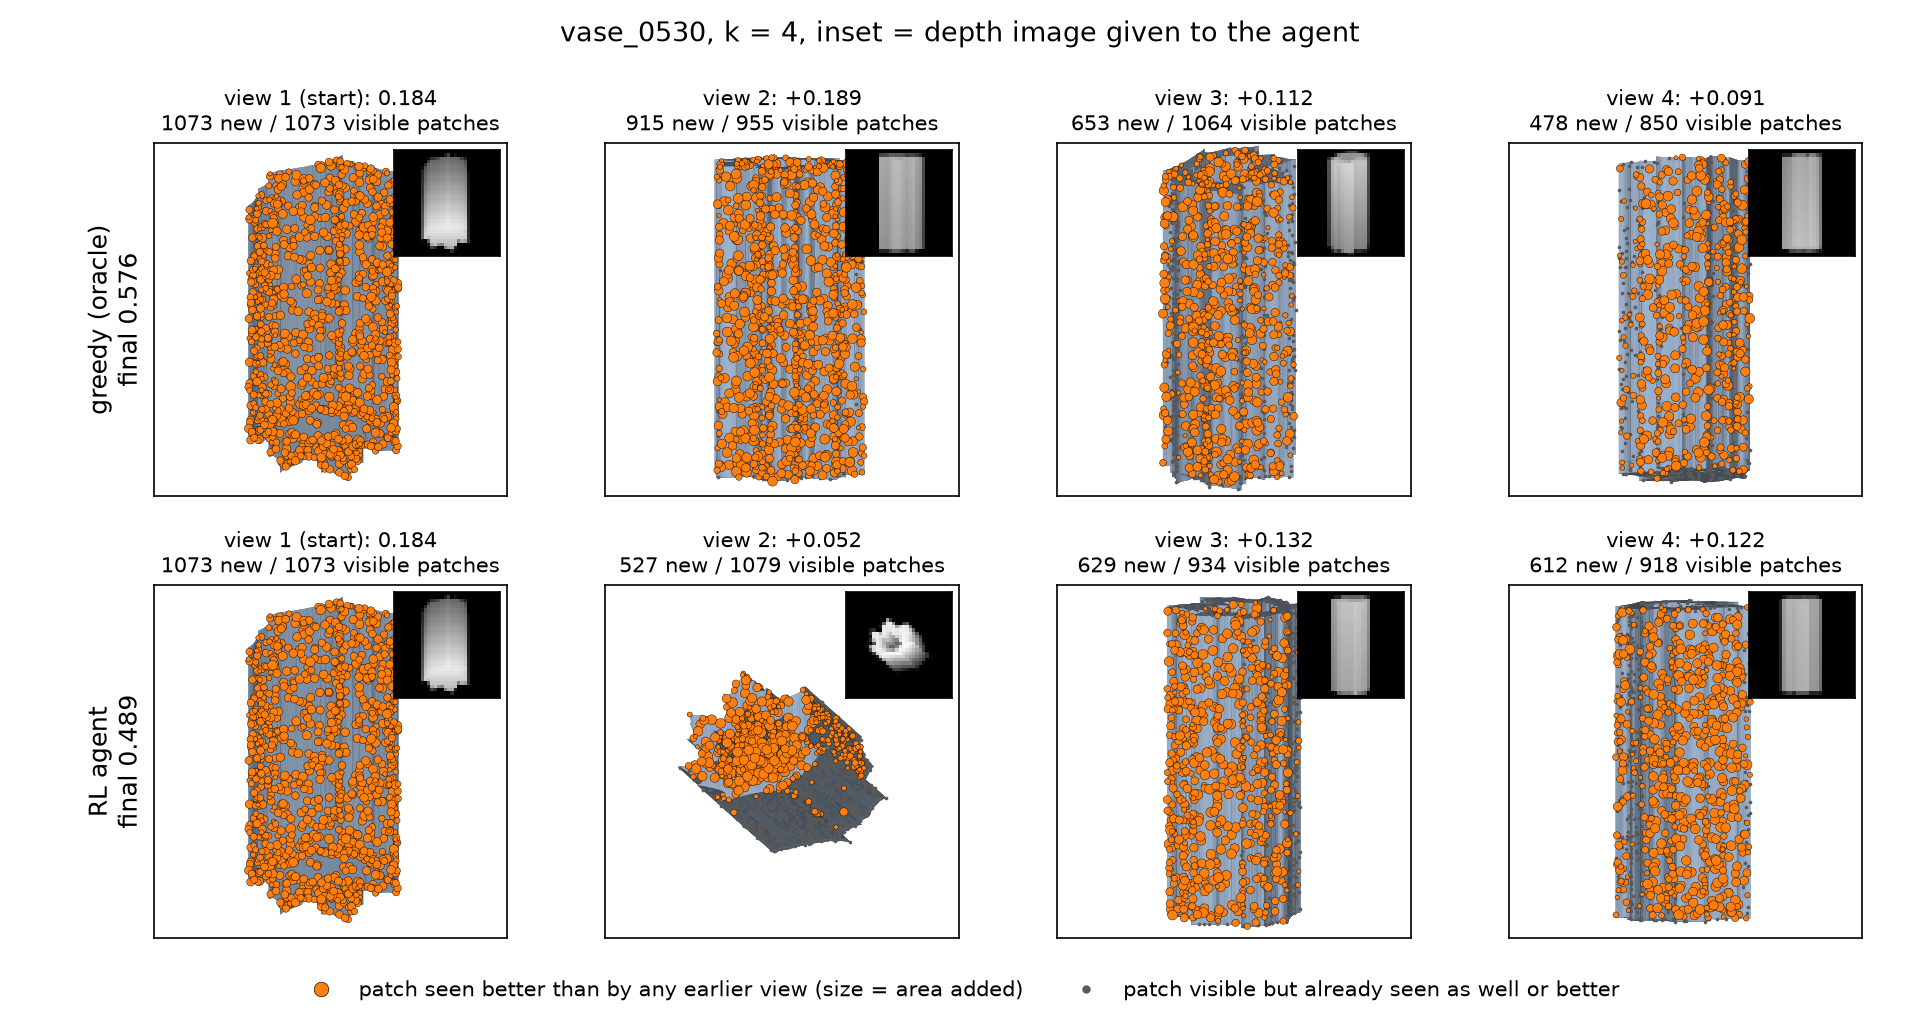 vase_0530, k = 4, inset = depth image given to the agent
view 1 (start): 0.184
1073 new / 1073 visible patches
view 2: +0.189
915 new / 955 visible patches
view 3: +0.112
653 new / 1064 visible patches
view 4: +0.091
478 new / 850 visible patches
greedy (oracle)
final 0.576
view 1 (start): 0.184
1073 new / 1073 visible patches
view 2: +0.052
527 new / 1079 visible patches
view 3: +0.132
629 new / 934 visible patches
view 4: +0.122
612 new / 918 visible patches
RL agent
final 0.489
patch seen better than by any earlier view (size = area added)
patch visible but already seen as well or better